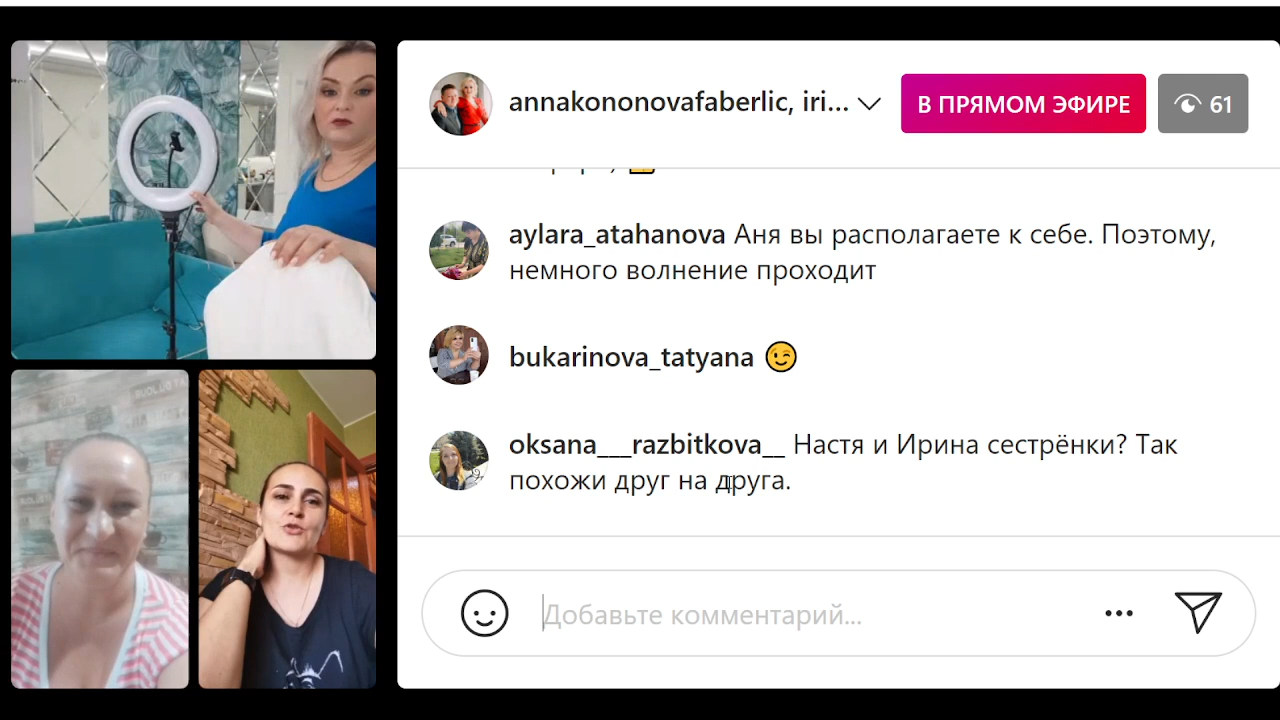 annakononovafaberlic, iri...
В ПРЯМОМ ЭФИРЕ
61
aylara_atahanova Аня вы располагаете к себе. Поэтому,
немного волнение проходит
bukarinova_tatyana 😉
oksana___razbitkova__ Настя и Ирина сестрёнки? Так
похожи друг на друга.
Добавьте комментарий...